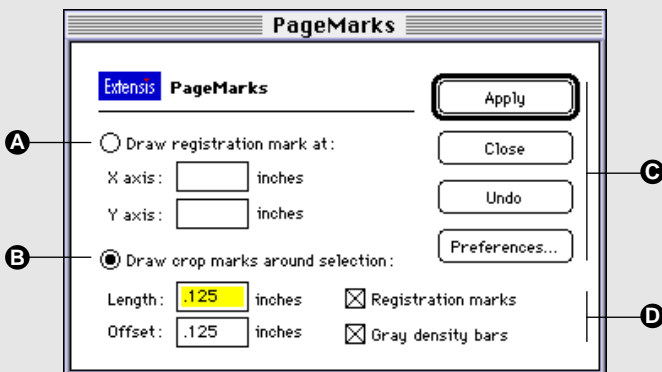 PageMarks
Extensis PageMarks
Apply
A
Draw registration mark at:
Close
X axis: inches
C
Undo
Y axis: inches
B
Draw crop marks around selection:
Preferences...
Length: .125 inches
Registration marks
D
Offset: .125 inches
Gray density bars